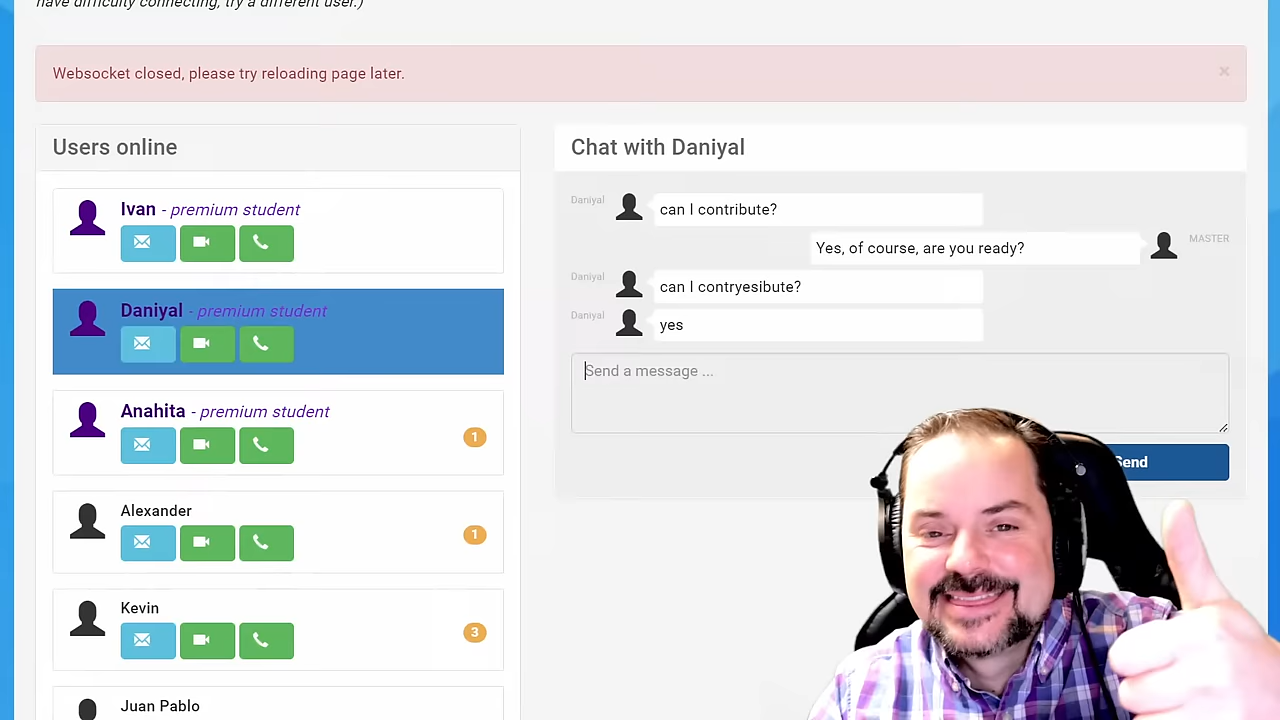 have difficulty connecting, try a different user.)
Websocket closed, please try reloading page later.
×
Users online
Ivan - premium student
Daniyal - premium student
Anahita - premium student
1
Alexander
1
Kevin
3
Juan Pablo
Chat with Daniyal
Daniyal
can I contribute?
Yes, of course, are you ready?
MASTER
Daniyal
can I contryesibute?
Daniyal
yes
Send a message ...
Send